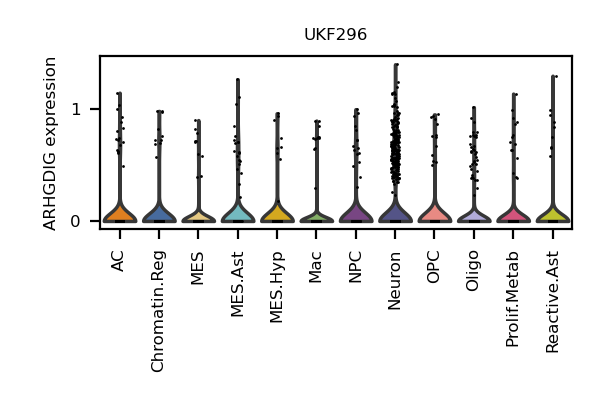 UKF296
ARHGDIG expression
1
0
AC
Chromatin.Reg
MES
MES.Ast
MES.Hyp
Mac
NPC
Neuron
OPC
Oligo
Prolif.Metab
Reactive.Ast